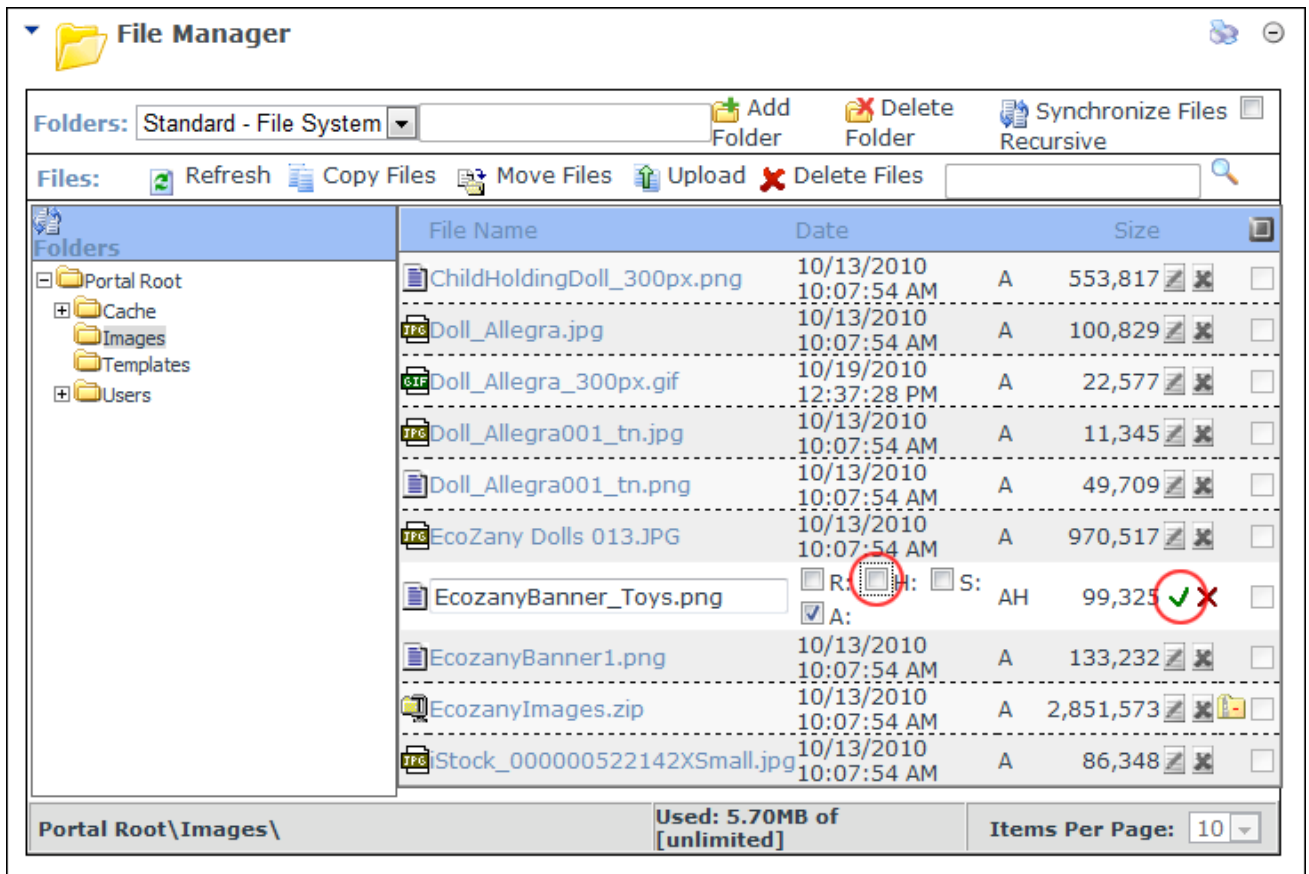 File Manager
Folders: Standard - File System Add Folder Delete Folder Synchronize Files Recursive
Files: Refresh Copy Files Move Files Upload Delete Files
Folders
Portal Root
Cache
Images
Templates
Users
File Name Date Size
ChildHoldingDoll_300px.png 10/13/2010 10:07:54 AM A 553,817
JPG Doll_Allegra.jpg 10/13/2010 10:07:54 AM A 100,829
GIF Doll_Allegra_300px.gif 10/19/2010 12:37:28 PM A 22,577
JPG Doll_Allegra001_tn.jpg 10/13/2010 10:07:54 AM A 11,345
Doll_Allegra001_tn.png 10/13/2010 10:07:54 AM A 49,709
JPG EcoZany Dolls 013.JPG 10/13/2010 10:07:54 AM A 970,517
EcozanyBanner_Toys.png R: H: S: A: AH 99,325
EcozanyBanner1.png 10/13/2010 10:07:54 AM A 133,232
EcozanyImages.zip 10/13/2010 10:07:54 AM A 2,851,573
JPG iStock_000000522142XSmall.jpg 10/13/2010 10:07:54 AM A 86,348
Portal Root\Images\ Used: 5.70MB of [unlimited] Items Per Page: 10